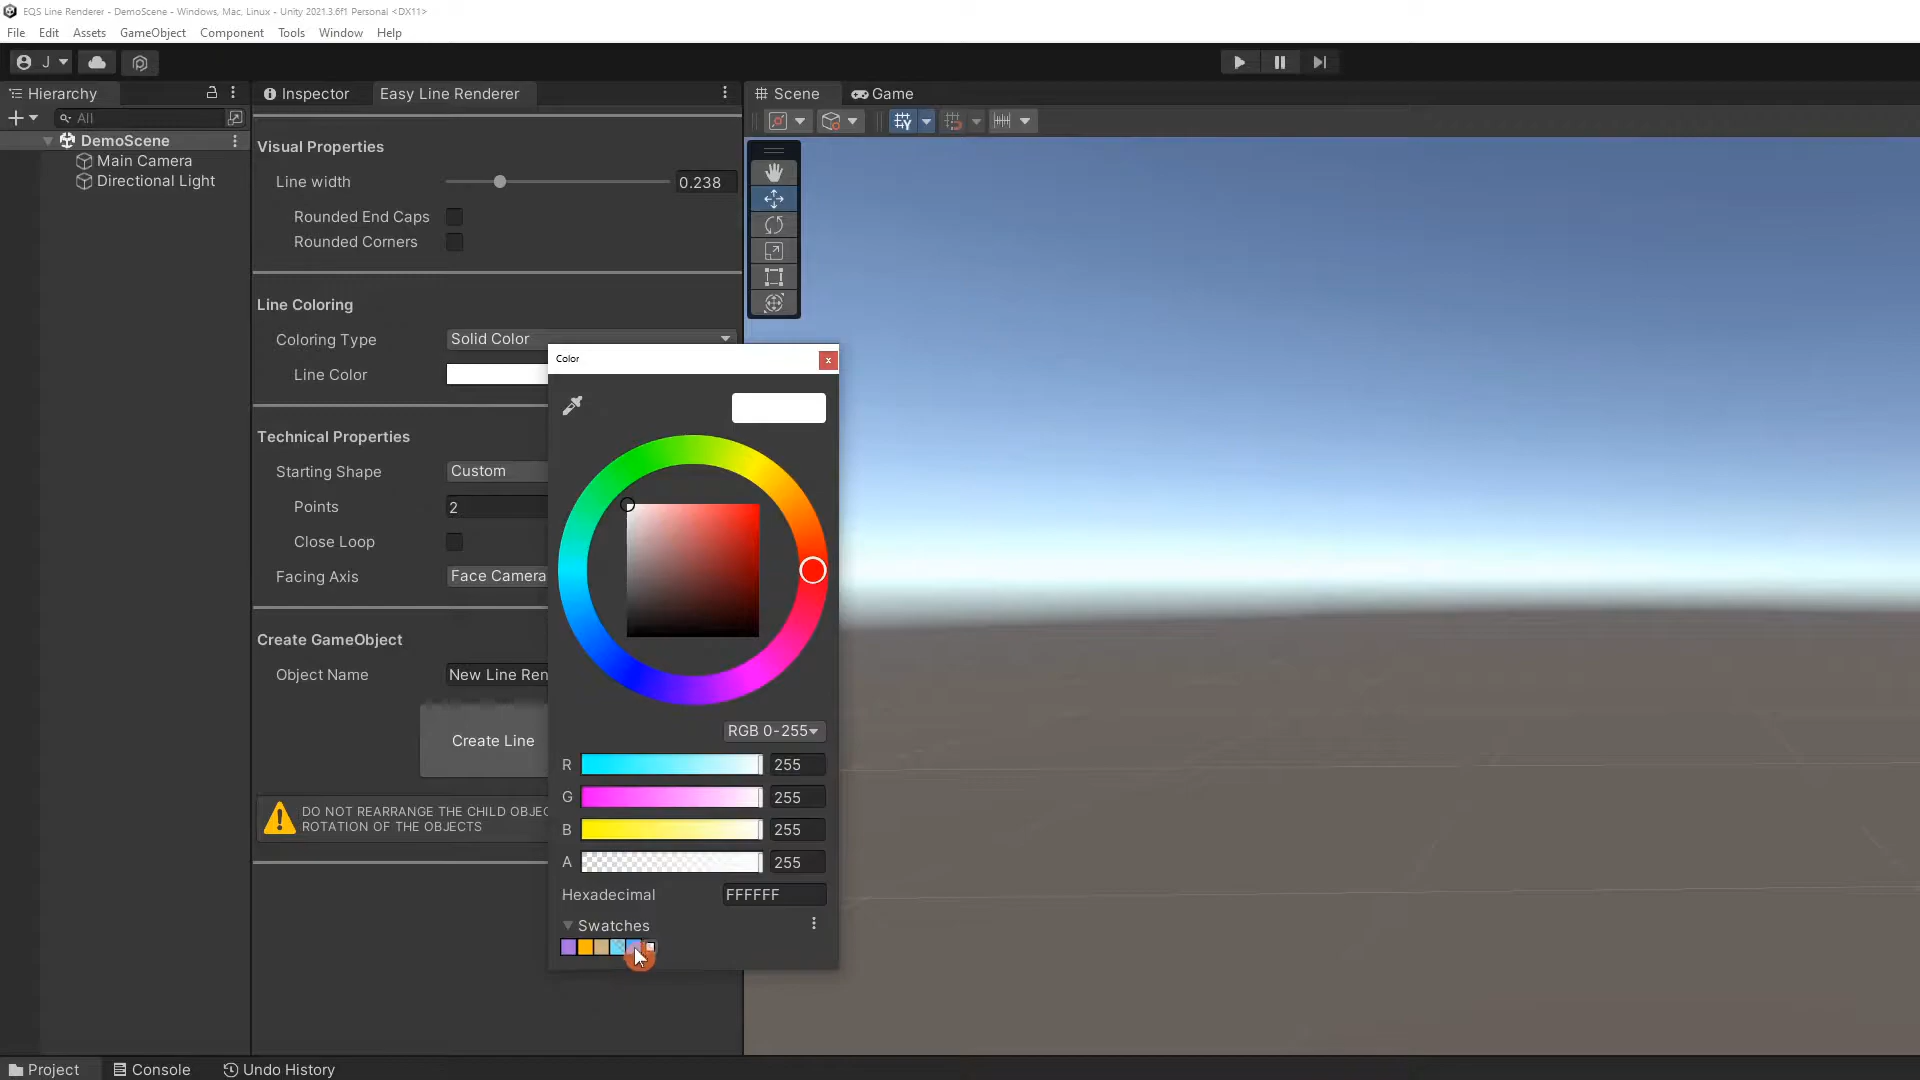 EQS Line Renderer - DemoScene - Windows, Mac, Linux - Unity 2021.3.6f1 Personal <DX11>
File Edit Assets GameObject Component Tools Window Help
J
Hierarchy
Inspector
Easy Line Renderer
Scene
Game
All
DemoScene
Main Camera
Directional Light
Visual Properties
Line width
0.238
Rounded End Caps
Rounded Corners
Line Coloring
Coloring Type
Solid Color
Line Color
Technical Properties
Starting Shape
Custom
Points
2
Close Loop
Facing Axis
Face Camera
Create GameObject
Object Name
New Line Ren
Create Line
DO NOT REARRANGE THE CHILD OBJEC
ROTATION OF THE OBJECTS
Color
x
RGB 0-255
R 255
G 255
B 255
A 255
Hexadecimal
FFFFFF
Swatches
Project
Console
Undo History